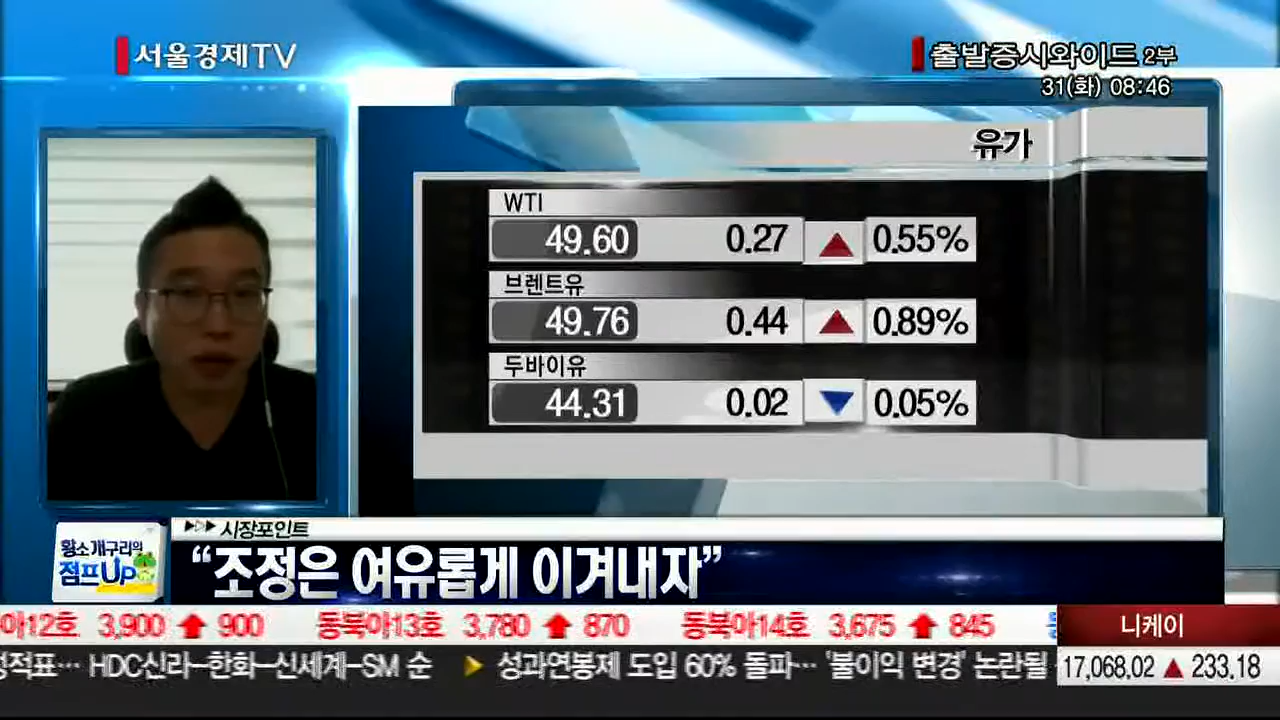 서울경제TV
출발증시와이드 2부
31(화) 08:46
유가
WTI
49.60 0.27 ▲ 0.55%
브렌트유
49.76 0.44 ▲ 0.89%
두바이유
44.31 0.02 ▼ 0.05%
황소개구리의
점프UP
시장포인트
“조정은 여유롭게 이겨내자”
아12호 3,900 900 동북아13호 3,780 870 동북아14호 3,675 845
니케이
성적표… HDC신라-한화-신세계-SM 순 ▶ 성과연봉제 도입 60% 돌파… '불이익 변경' 논란될
17,068.02 ▲ 233.18